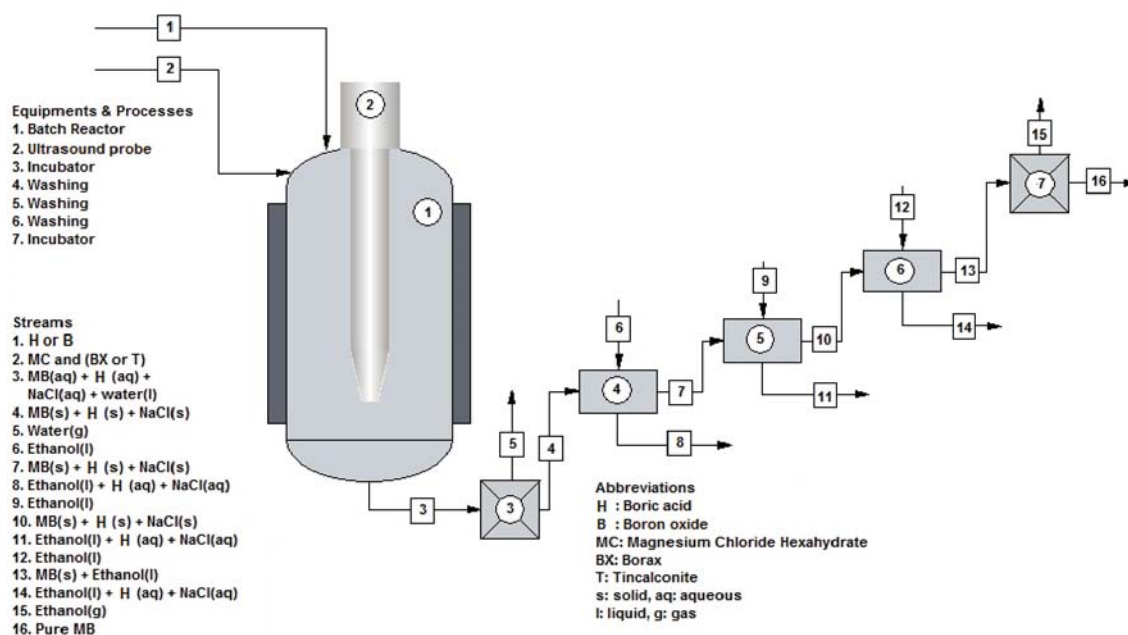 1
2
Equipments & Processes
1. Batch Reactor
2. Ultrasound probe
3. Incubator
4. Washing
5. Washing
6. Washing
7. Incubator
2
1
15
7
16
12
6
13
14
9
5
10
11
6
4
7
8
5
4
3
3
Streams
1. H or B
2. MC and (BX or T)
3. MB(aq) + H (aq) +
NaCl(aq) + water(l)
4. MB(s) + H (s) + NaCl(s)
5. Water(g)
6. Ethanol(l)
7. MB(s) + H (s) + NaCl(s)
8. Ethanol(l) + H (aq) + NaCl(aq)
9. Ethanol(l)
10. MB(s) + H (s) + NaCl(s)
11. Ethanol(l) + H (aq) + NaCl(aq)
12. Ethanol(l)
13. MB(s) + Ethanol(l)
14. Ethanol(l) + H (aq) + NaCl(aq)
15. Ethanol(g)
16. Pure MB
Abbreviations
H : Boric acid
B : Boron oxide
MC: Magnesium Chloride Hexahydrate
BX: Borax
T: Tincalconite
s: solid, aq: aqueous
l: liquid, g: gas